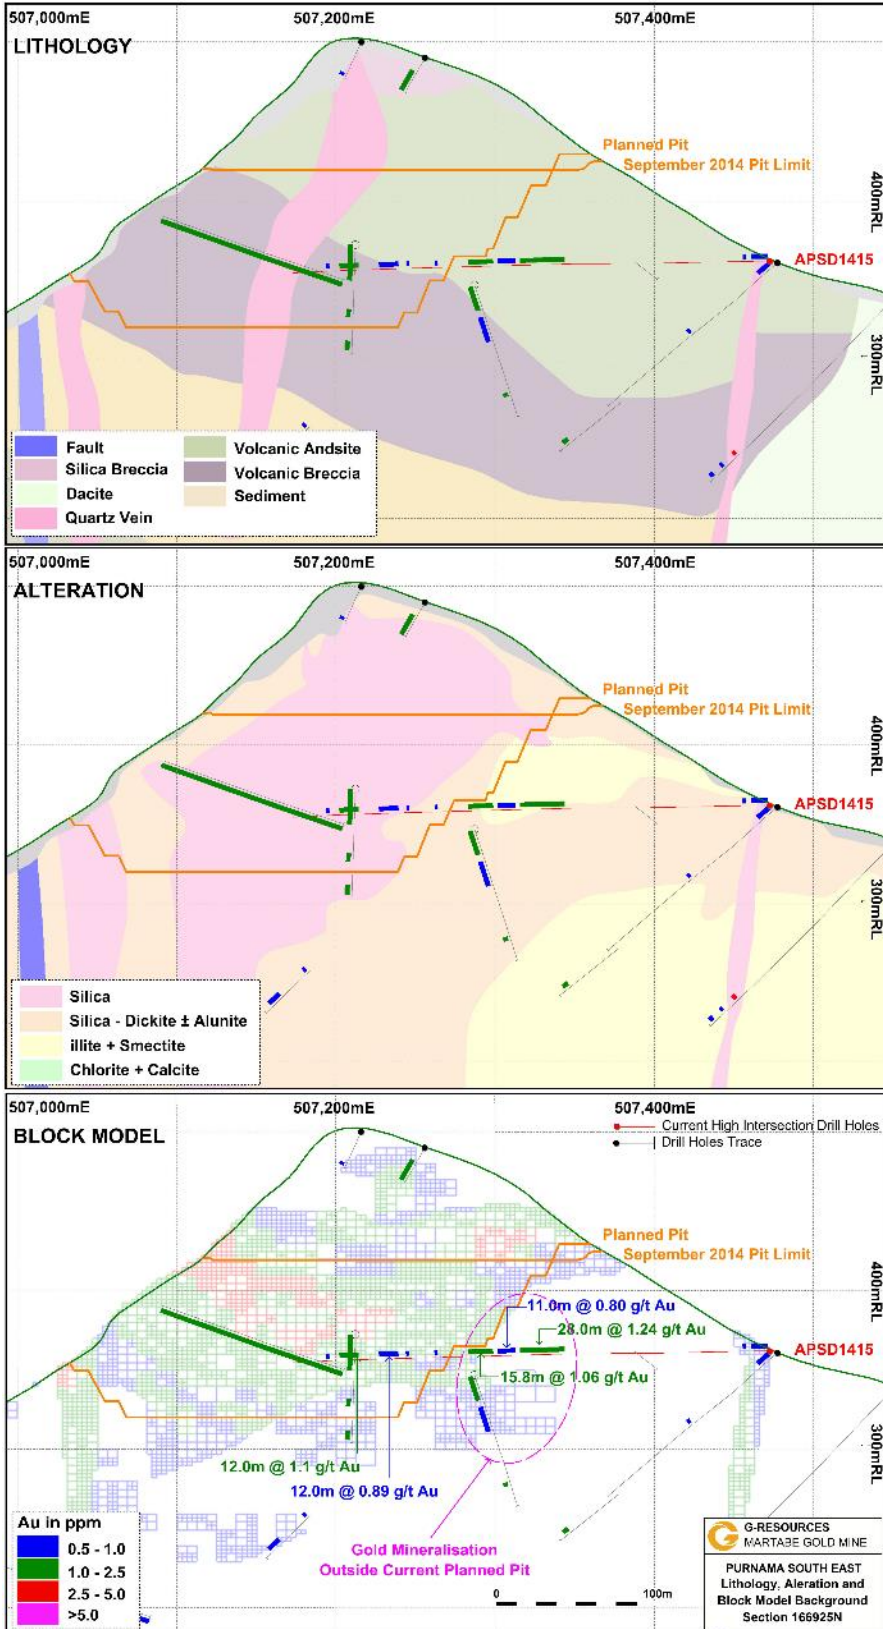 507,000mE 507,200mE 507,400mE
LITHOLOGY
Planned Pit
September 2014 Pit Limit
400mRL
APSD1415
300mRL
Fault
Silica Breccia
Dacite
Quartz Vein
Volcanic Andsite
Volcanic Breccia
Sediment
507,000mE 507,200mE 507,400mE
ALTERATION
Planned Pit
September 2014 Pit Limit
400mRL
APSD1415
300mRL
Silica
Silica - Dickite ± Alunite
illite + Smectite
Chlorite + Calcite
507,000mE 507,200mE 507,400mE
BLOCK MODEL
Current High Intersection Drill Holes
Drill Holes Trace
Planned Pit
September 2014 Pit Limit
400mRL
11.0m @ 0.80 g/t Au
28.0m @ 1.24 g/t Au
APSD1415
15.8m @ 1.06 g/t Au
300mRL
12.0m @ 1.1 g/t Au
12.0m @ 0.89 g/t Au
Gold Mineralisation
Outside Current Planned Pit
Au in ppm
0.5 - 1.0
1.0 - 2.5
2.5 - 5.0
>5.0
0 100m
G-RESOURCES
MARTABE GOLD MINE
PURNAMA SOUTH EAST
Lithology, Aleration and
Block Model Background
Section 166925N